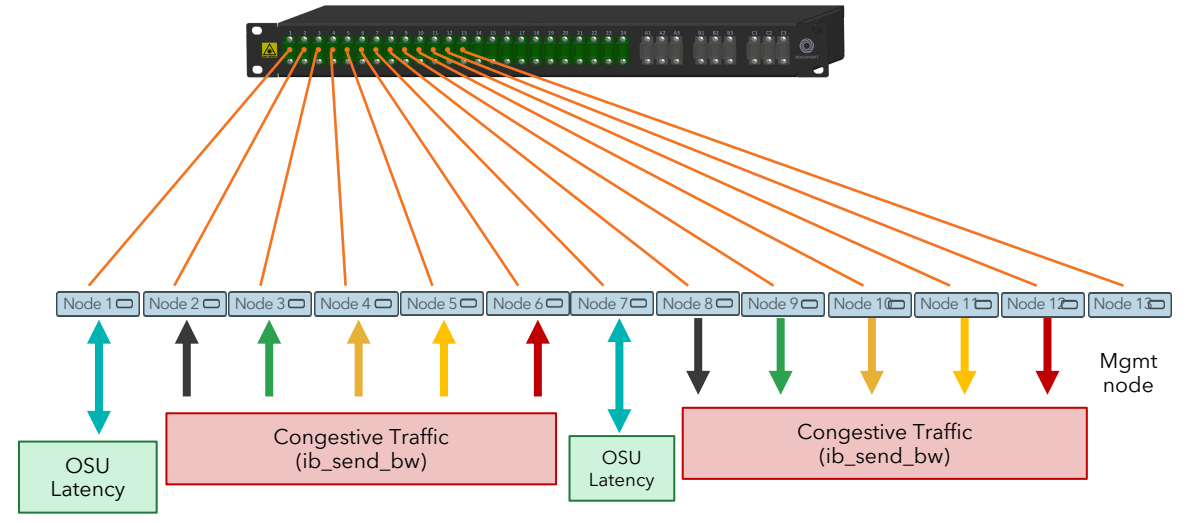 1 2 3 4 5 6 7 8 9 10 11 12 13 14 15 16 17 18 19 20 21 22 23 24 A1 A2 A3 B1 B2 B3 C1 C2 C3
ROCKPORT
Node 1 Node 2 Node 3 Node 4 Node 5 Node 6 Node 7 Node 8 Node 9 Node 10 Node 11 Node 12 Node 13
Mgmt
node
Congestive Traffic
(ib_send_bw)
Congestive Traffic
(ib_send_bw)
OSU
Latency
OSU
Latency